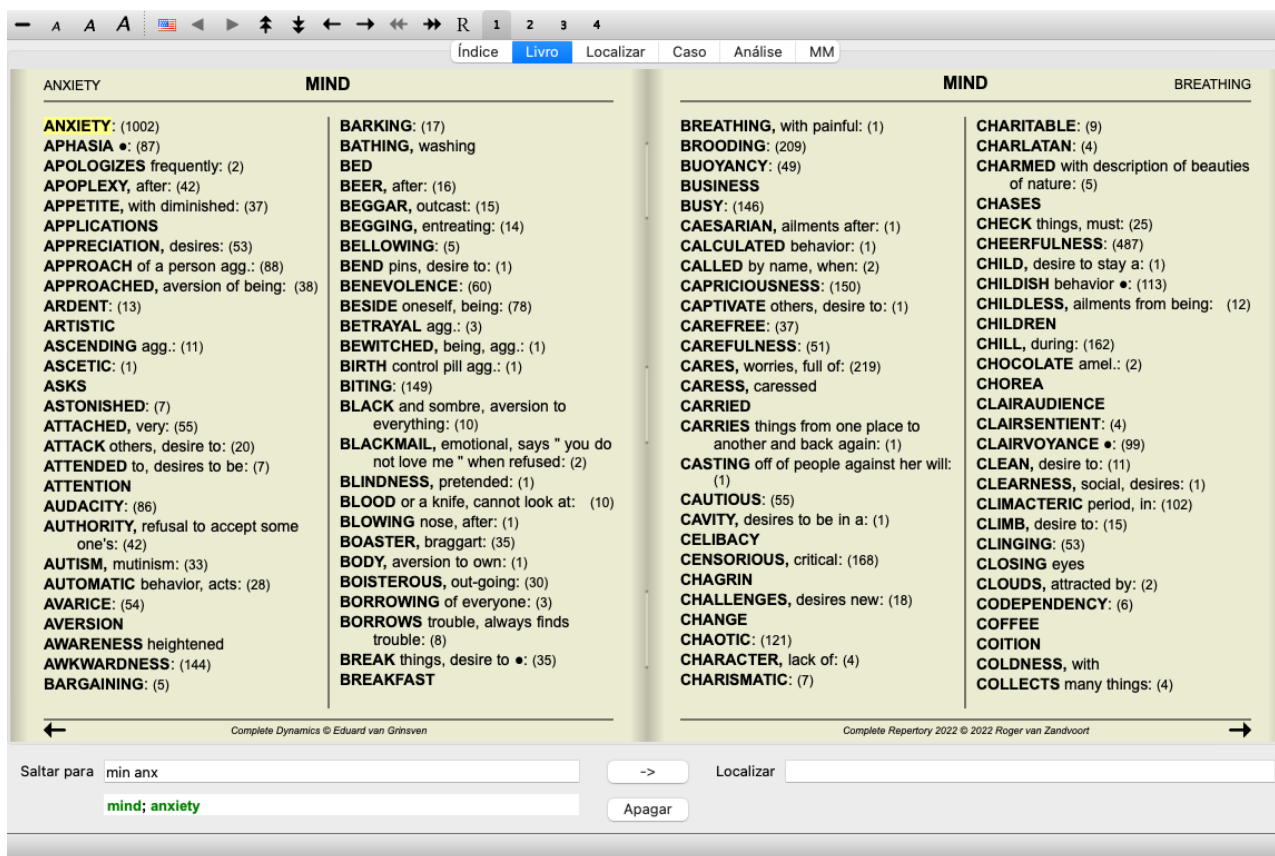 A A A R 1 2 3 4
Índice Livro Localizar Caso Análise MM
ANXIETY MIND
ANXIETY: (1002)
APHASIA ●: (87)
APOLOGIZES frequently: (2)
APOPLEXY, after: (42)
APPETITE, with diminished: (37)
APPLICATIONS
APPRECIATION, desires: (53)
APPROACH of a person agg.: (88)
APPROACHED, aversion of being: (38)
ARDENT: (13)
ARTISTIC
ASCENDING agg.: (11)
ASCETIC: (1)
ASKS
ASTONISHED: (7)
ATTACHED, very: (55)
ATTACK others, desire to: (20)
ATTENDED to, desires to be: (7)
ATTENTION
AUDACITY: (86)
AUTHORITY, refusal to accept some
one's: (42)
AUTISM, mutinism: (33)
AUTOMATIC behavior, acts: (28)
AVARICE: (54)
AVERSION
AWARENESS heightened
AWKWARDNESS: (144)
BARGAINING: (5)
BARKING: (17)
BATHING, washing
BED
BEER, after: (16)
BEGGAR, outcast: (15)
BEGGING, entreating: (14)
BELLOWING: (5)
BEND pins, desire to: (1)
BENEVOLENCE: (60)
BESIDE oneself, being: (78)
BETRAYAL agg.: (3)
BEWITCHED, being, agg.: (1)
BIRTH control pill agg.: (1)
BITING: (149)
BLACK and sombre, aversion to
everything: (10)
BLACKMAIL, emotional, says " you do
not love me " when refused: (2)
BLINDNESS, pretended: (1)
BLOOD or a knife, cannot look at: (10)
BLOWING nose, after: (1)
BOASTER, braggart: (35)
BODY, aversion to own: (1)
BOISTEROUS, out-going: (30)
BORROWING of everyone: (3)
BORROWS trouble, always finds
trouble: (8)
BREAK things, desire to ●: (35)
BREAKFAST
Complete Dynamics © Eduard van Grinsven
MIND BREATHING
BREATHING, with painful: (1)
BROODING: (209)
BUOYANCY: (49)
BUSINESS
BUSY: (146)
CAESARIAN, ailments after: (1)
CALCULATED behavior: (1)
CALLED by name, when: (2)
CAPRICIOUSNESS: (150)
CAPTIVATE others, desire to: (1)
CAREFREE: (37)
CAREFULNESS: (51)
CARES, worries, full of: (219)
CARESS, caressed
CARRIED
CARRIES things from one place to
another and back again: (1)
CASTING off of people against her will:
(1)
CAUTIOUS: (55)
CAVITY, desires to be in a: (1)
CELIBACY
CENSORIOUS, critical: (168)
CHAGRIN
CHALLENGES, desires new: (18)
CHANGE
CHAOTIC: (121)
CHARACTER, lack of: (4)
CHARISMATIC: (7)
CHARITABLE: (9)
CHARLATAN: (4)
CHARMED with description of beauties
of nature: (5)
CHASES
CHECK things, must: (25)
CHEERFULNESS: (487)
CHILD, desire to stay a: (1)
CHILDISH behavior ●: (113)
CHILDLESS, ailments from being: (12)
CHILDREN
CHILL, during: (162)
CHOCOLATE amel.: (2)
CHOREA
CLAIRAUDIENCE
CLAIRSENTIENT: (4)
CLAIRVOYANCE ●: (99)
CLEAN, desire to: (11)
CLEARNESS, social, desires: (1)
CLIMACTERIC period, in: (102)
CLIMB, desire to: (15)
CLINGING: (53)
CLOSING eyes
CLOUDS, attracted by: (2)
CODEPENDENCY: (6)
COFFEE
COITION
COLDNESS, with
COLLECTS many things: (4)
Complete Repertory 2022 © 2022 Roger van Zandvoort
Saltar para min anx -> Localizar
mind; anxiety Apagar